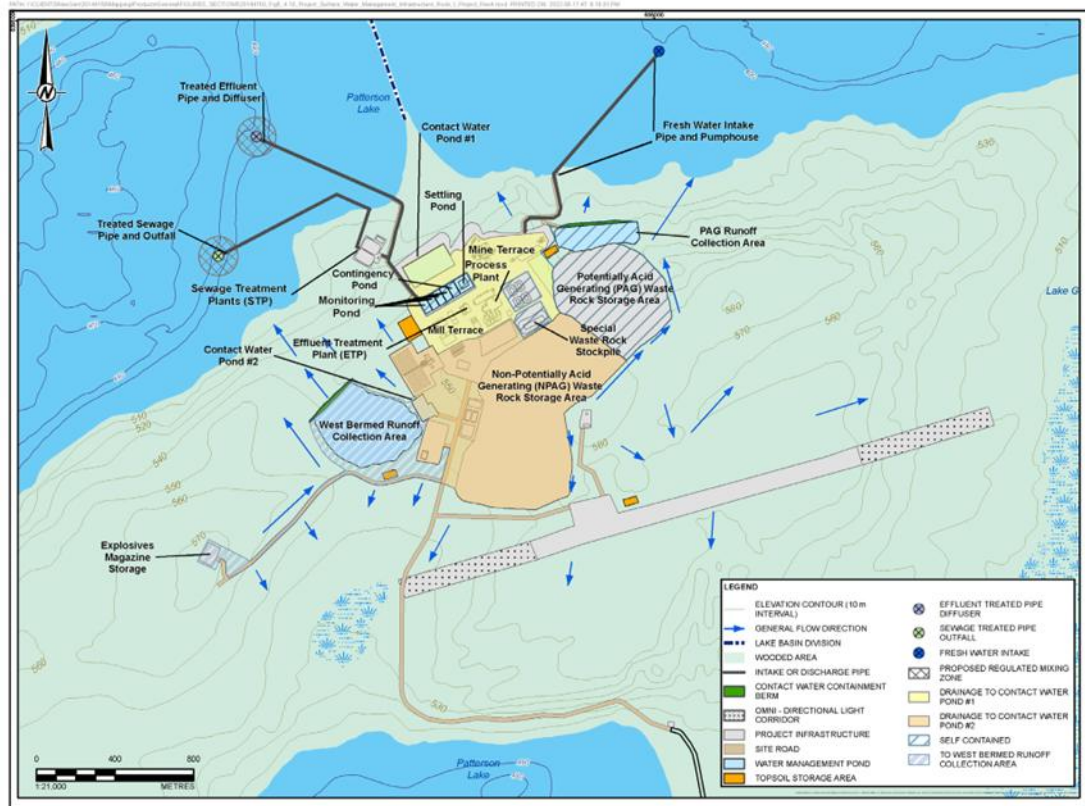 Treated Effluent
Pipe and Diffuser
Patterson
Lake
Contact Water
Pond #1
Fresh Water Intake
Pipe and Pumphouse
Settling
Pond
Treated Sewage
Pipe and Outfall
PAG Runoff
Collection Area
Mine Terrace
Process
Plant
Contingency
Pond
Potentially Acid
Generating (PAG) Waste
Rock Storage Area
Sewage Treatment
Plants (STP)
Monitoring
Pond
Mill Terrace
Special
Waste Rock
Stockpile
Effluent Treatment
Plant (ETP)
Contact Water
Pond #2
Non-Potentially Acid
Generating (NPAG) Waste
Rock Storage Area
West Bermed Runoff
Collection Area
Explosives
Magazine
Storage
Lake G
N
510
530
560
570
560
550
580
510
520
540
550
560
570
560
530
Patterson
Lake
0
400
800
1:21,000
METRES
LEGEND
ELEVATION CONTOUR (10 m
INTERVAL)
GENERAL FLOW DIRECTION
LAKE BASIN DIVISION
WOODED AREA
INTAKE OR DISCHARGE PIPE
CONTACT WATER CONTAINMENT
BERM
OMNI - DIRECTIONAL LIGHT
CORRIDOR
PROJECT INFRASTRUCTURE
SITE ROAD
WATER MANAGEMENT POND
TOPSOIL STORAGE AREA
EFFLUENT TREATED PIPE
DIFFUSER
SEWAGE TREATED PIPE
OUTFALL
FRESH WATER INTAKE
PROPOSED REGULATED MIXING
ZONE
DRAINAGE TO CONTACT WATER
POND #1
DRAINAGE TO CONTACT WATER
POND #2
SELF CONTAINED
TO WEST BERMED RUNOFF
COLLECTION AREA